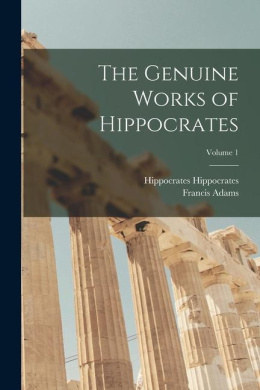 The Genuine
Works of
Hippocrates
Volume 1
Hippocrates Hippocrates
Francis Adams